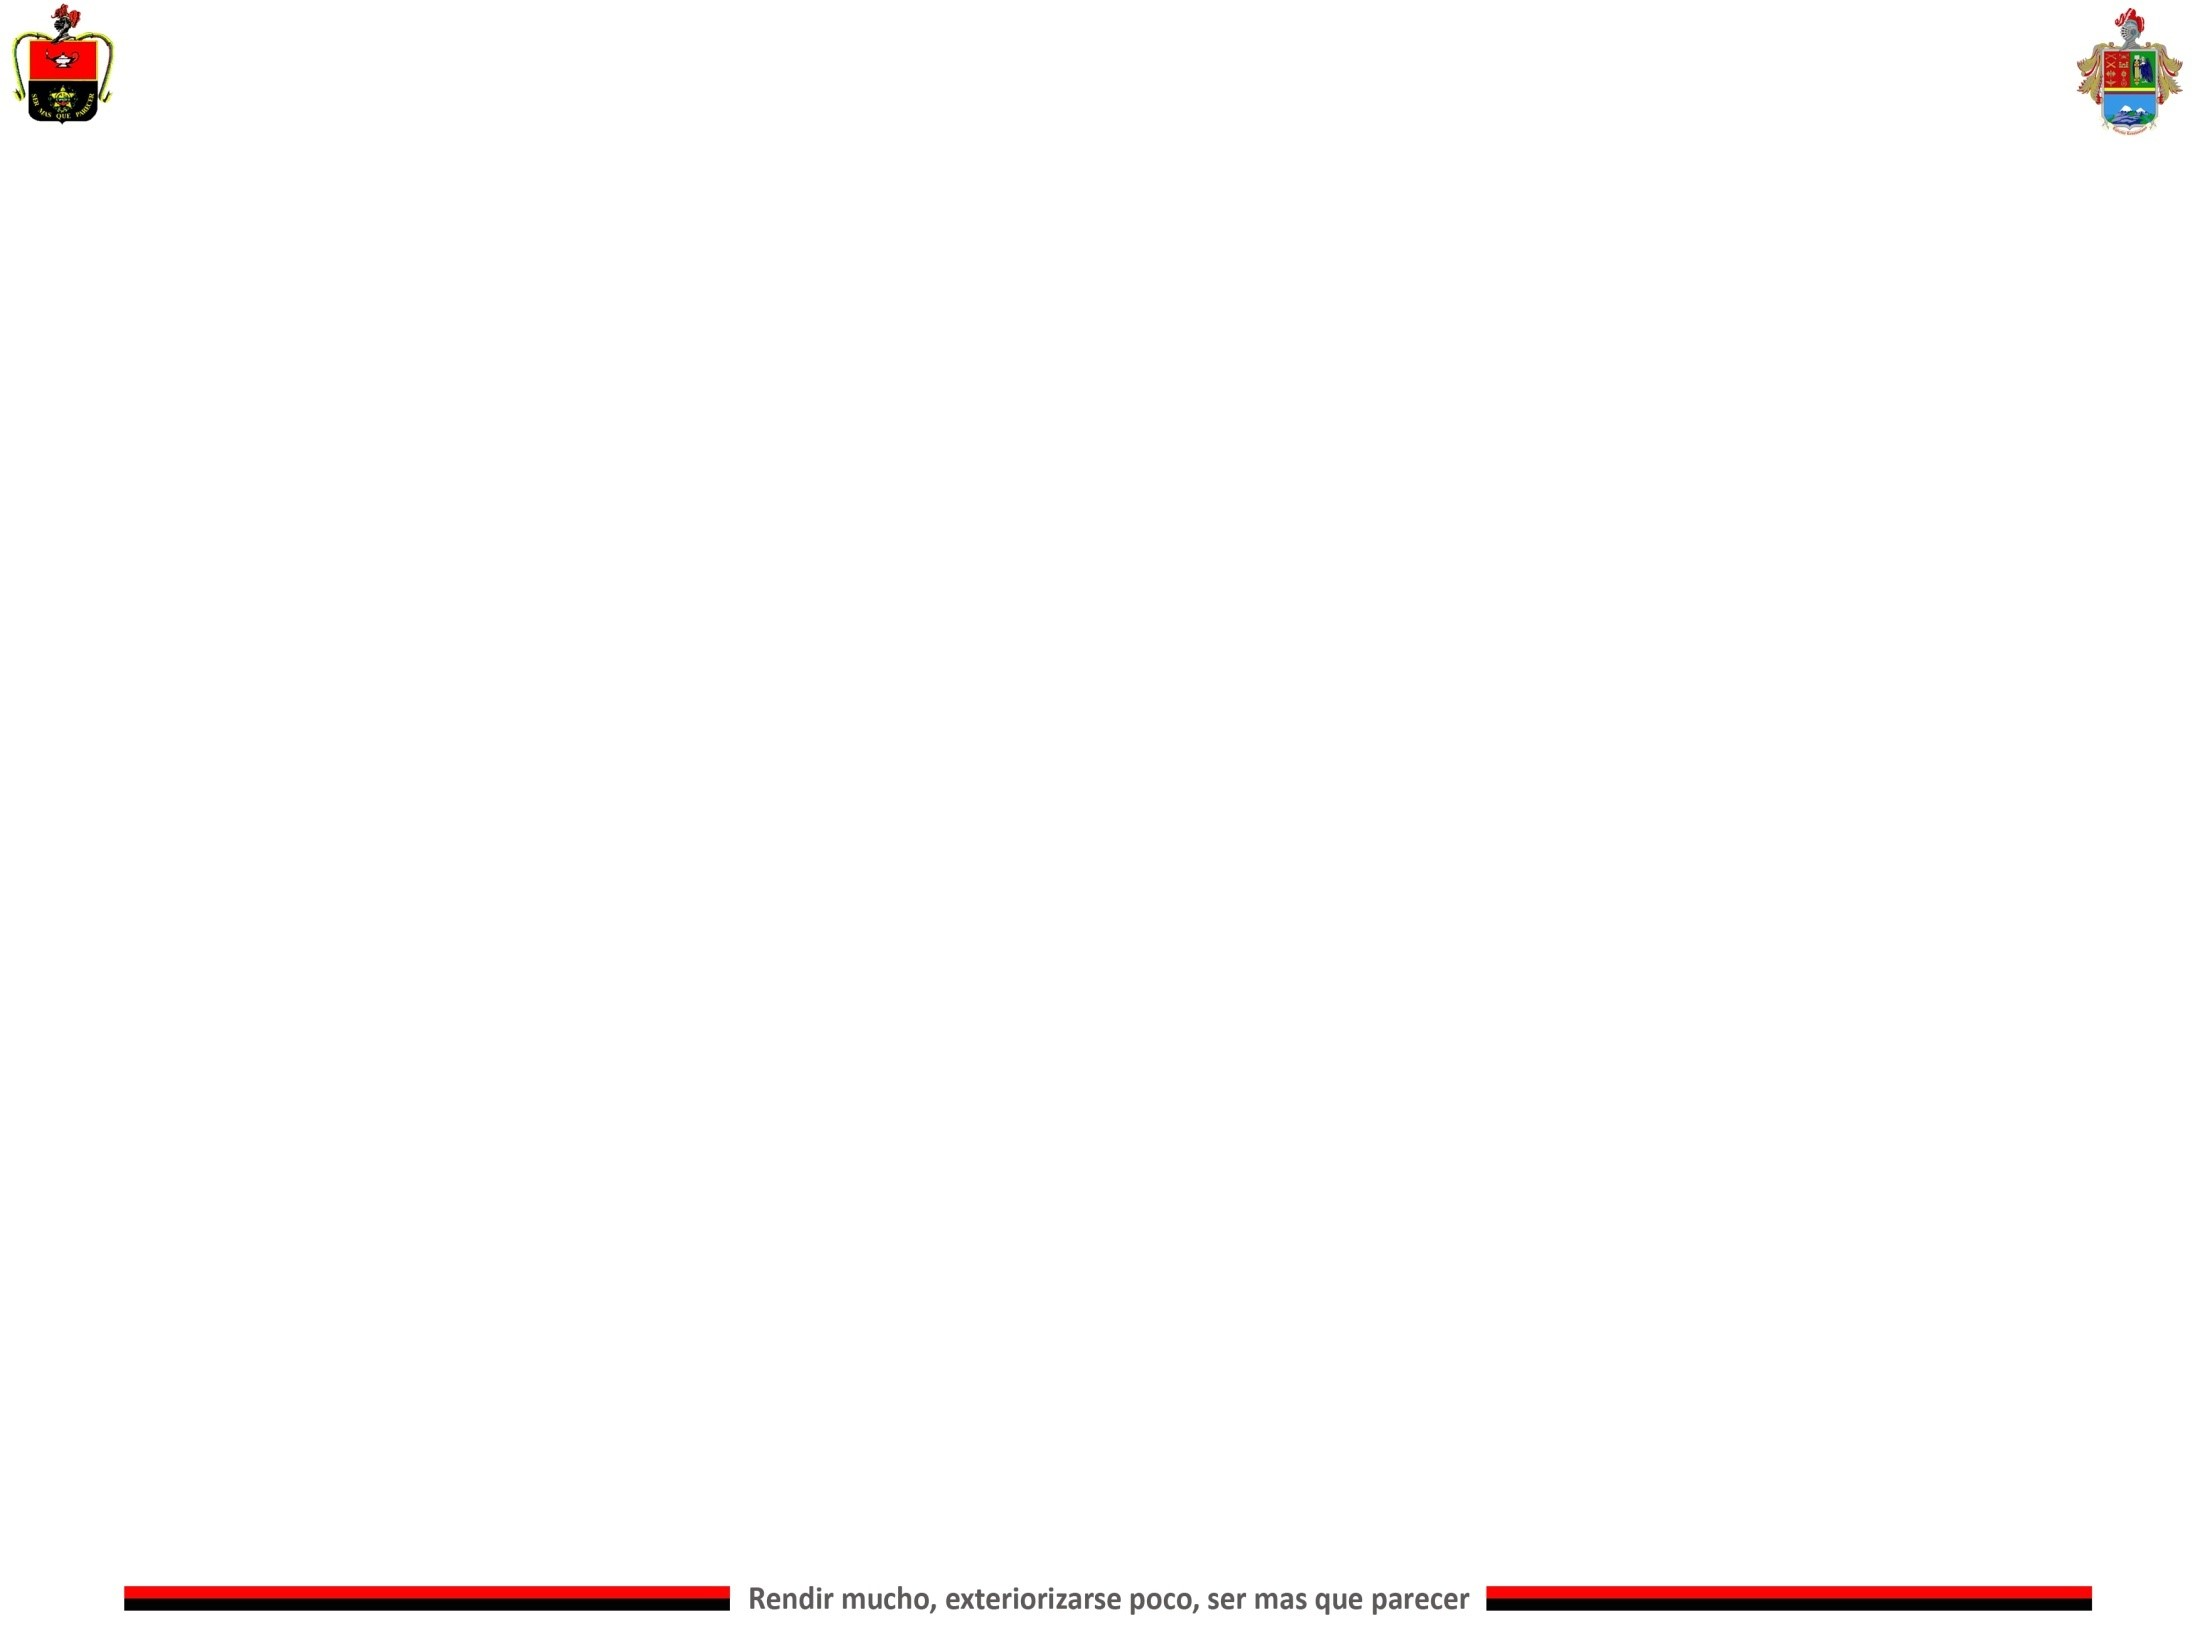 SER MAS QUE PARECER
Rendir mucho, exteriorizarse poco, ser mas que parecer